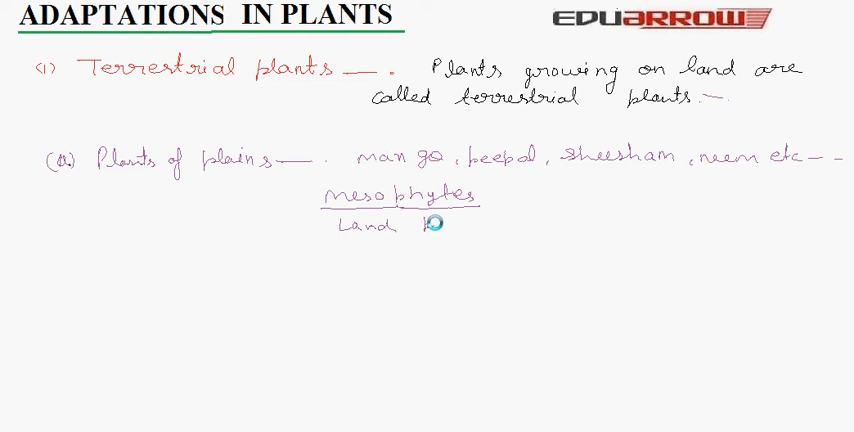 ADAPTATIONS IN PLANTS
EDUARROW
(1) Terrestrial plants —. Plants growing on land are
called terrestrial plants.—
(a) Plants of plains —. mango, peepal, sheesham, neem etc - -
mesophytes
Land